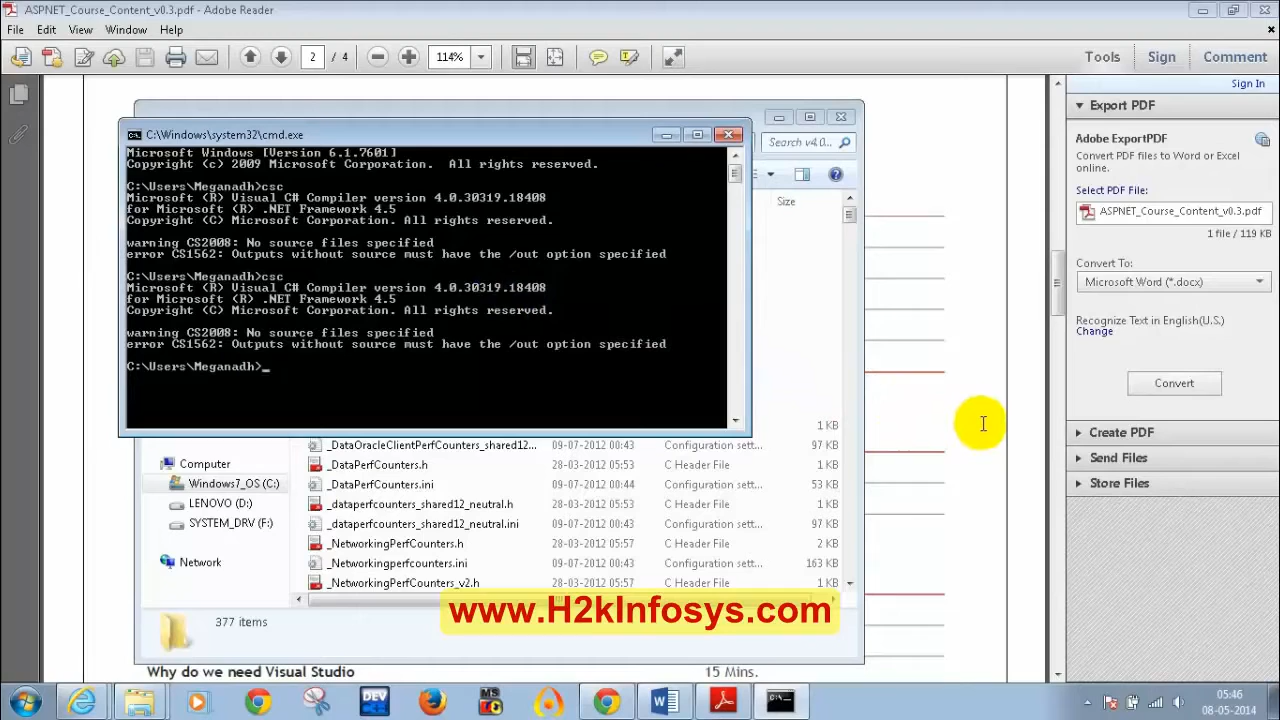 ASPNET_Course_Content_v0.3.pdf - Adobe Reader
File Edit View Window Help
2 / 4 114% Tools Sign Comment
Sign In
Export PDF
Adobe ExportPDF
Convert PDF files to Word or Excel
online.
Select PDF File:
ASPNET_Course_Content_v0.3.pdf
1 file / 119 KB
Convert To:
Microsoft Word (*.docx)
Recognize Text in English(U.S.)
Change
Convert
Create PDF
Send Files
Store Files
Search v4.0...
Size
C:\Windows\system32\cmd.exe
Microsoft Windows [Version 6.1.7601]
Copyright (c) 2009 Microsoft Corporation. All rights reserved.
C:\Users\Meganadh>csc
Microsoft (R) Visual C# Compiler version 4.0.30319.18408
for Microsoft (R) .NET Framework 4.5
Copyright (C) Microsoft Corporation. All rights reserved.
warning CS2008: No source files specified
error CS1562: Outputs without source must have the /out option specified
C:\Users\Meganadh>csc
Microsoft (R) Visual C# Compiler version 4.0.30319.18408
for Microsoft (R) .NET Framework 4.5
Copyright (C) Microsoft Corporation. All rights reserved.
warning CS2008: No source files specified
error CS1562: Outputs without source must have the /out option specified
C:\Users\Meganadh>_
1 KB
_DataOracleClientPerfCounters_shared12... 09-07-2012 00:43 Configuration sett... 97 KB
_DataPerfCounters.h 28-03-2012 05:53 C Header File 1 KB
_DataPerfCounters.ini 09-07-2012 00:44 Configuration sett... 53 KB
_dataperfcounters_shared12_neutral.h 28-03-2012 05:53 C Header File 1 KB
_dataperfcounters_shared12_neutral.ini 09-07-2012 00:43 Configuration sett... 97 KB
_NetworkingPerfCounters.h 28-03-2012 05:57 C Header File 2 KB
_Networkingperfcounters.ini 09-07-2012 00:43 Configuration sett... 163 KB
_NetworkingPerfCounters_v2.h 28-03-2012 05:57 C Header File 1 KB
Computer
Windows7_OS (C:)
LENOVO (D:)
SYSTEM_DRV (F:)
Network
377 items
www.H2kInfosys.com
Why do we need Visual Studio 15 Mins.
DEV
MS
05:46
08-05-2014